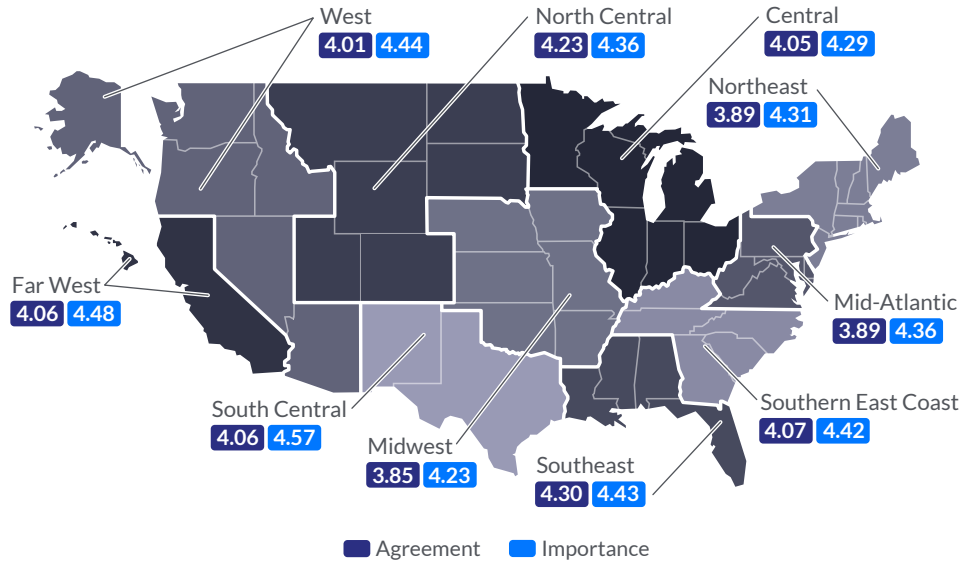 West
4.01 4.44
North Central
4.23 4.36
Central
4.05 4.29
Northeast
3.89 4.31
Far West
4.06 4.48
Mid-Atlantic
3.89 4.36
South Central
4.06 4.57
Midwest
3.85 4.23
Southeast
4.30 4.43
Southern East Coast
4.07 4.42
Agreement Importance